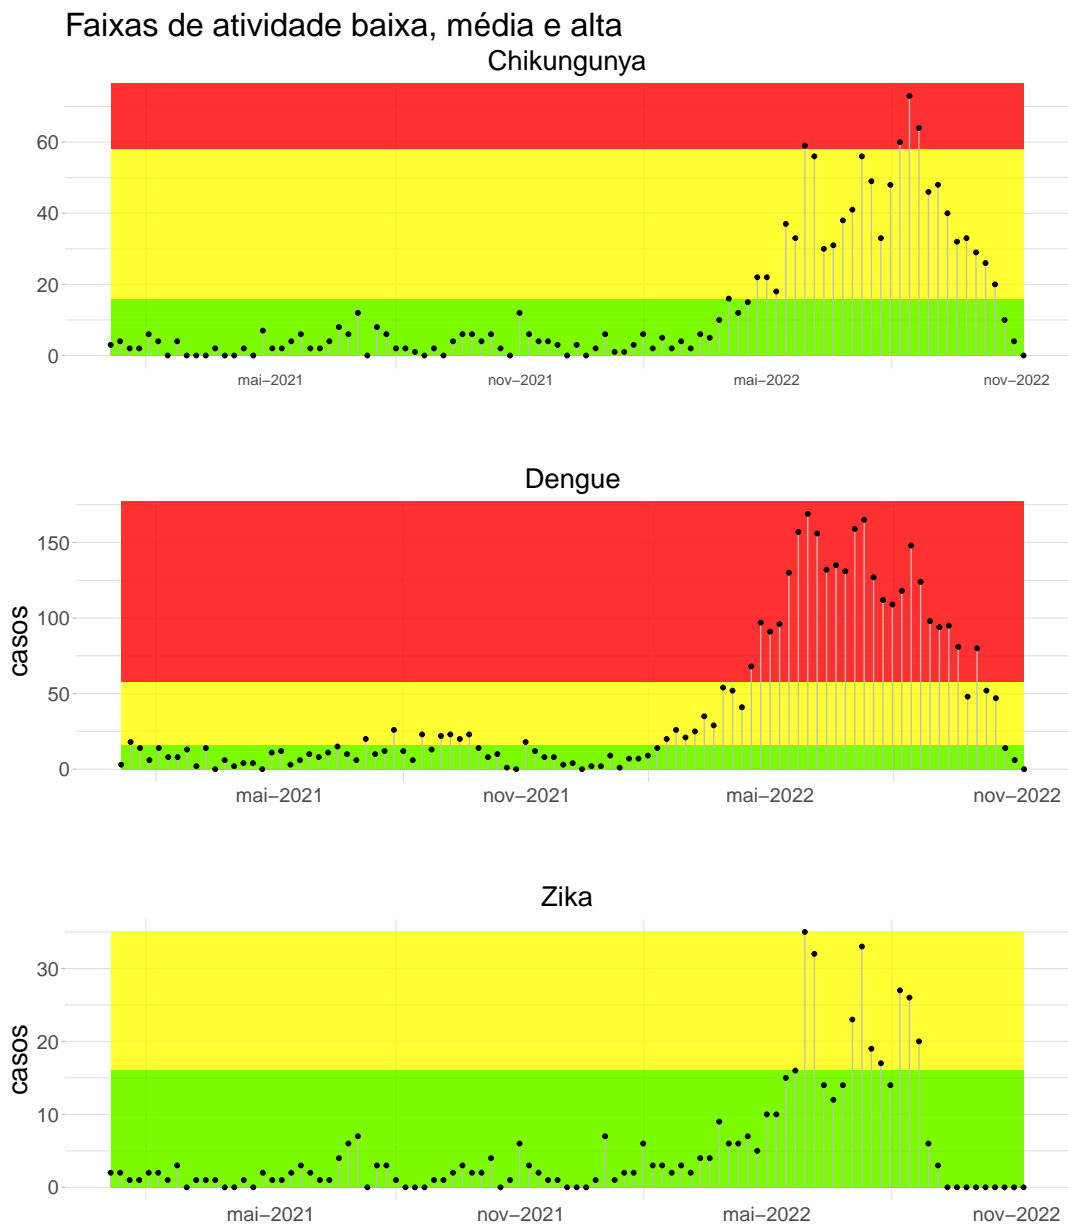 Faixas de atividade baixa, média e alta
Chikungunya
60
40
20
0
mai−2021 nov−2021 mai−2022 nov−2022
Dengue
casos
150
100
50
0
mai−2021 nov−2021 mai−2022 nov−2022
Zika
casos
30
20
10
0
mai−2021 nov−2021 mai−2022 nov−2022